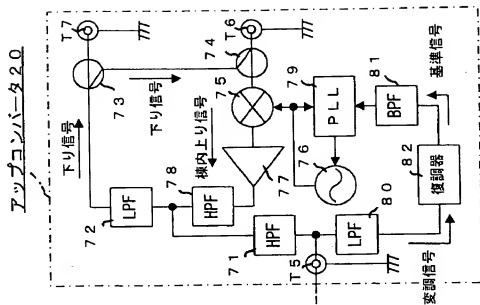 アップコンバータ20
T7
T6
73
74
下り信号
下り信号
75
棟内上り信号
72
LPF
78
HPF
77
76
PLL
79
71
HPF
80
LPF
T5
BPF
81
82
復調器
変調信号
基準信号